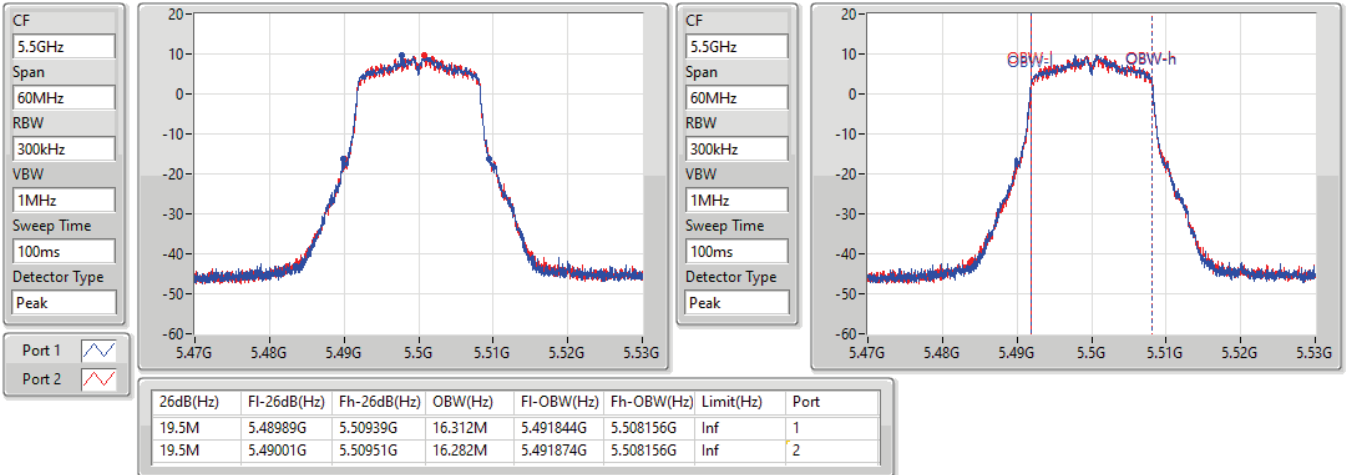 CF
5.5GHz
Span
60MHz
RBW
300kHz
VBW
1MHz
Sweep Time
100ms
Detector Type
Peak
20
10
0
-10
-20
-30
-40
-50
-60
5.47G 5.48G 5.49G 5.5G 5.51G 5.52G 5.53G
CF
5.5GHz
Span
60MHz
RBW
300kHz
VBW
1MHz
Sweep Time
100ms
Detector Type
Peak
20
10
0
-10
-20
-30
-40
-50
-60
OBW-l OBW-h
5.47G 5.48G 5.49G 5.5G 5.51G 5.52G 5.53G
Port 1
Port 2
26dB(Hz) Fl-26dB(Hz) Fh-26dB(Hz) OBW(Hz) Fl-OBW(Hz) Fh-OBW(Hz) Limit(Hz) Port
19.5M 5.48989G 5.50939G 16.312M 5.491844G 5.508156G Inf 1
19.5M 5.49001G 5.50951G 16.282M 5.491874G 5.508156G Inf 2